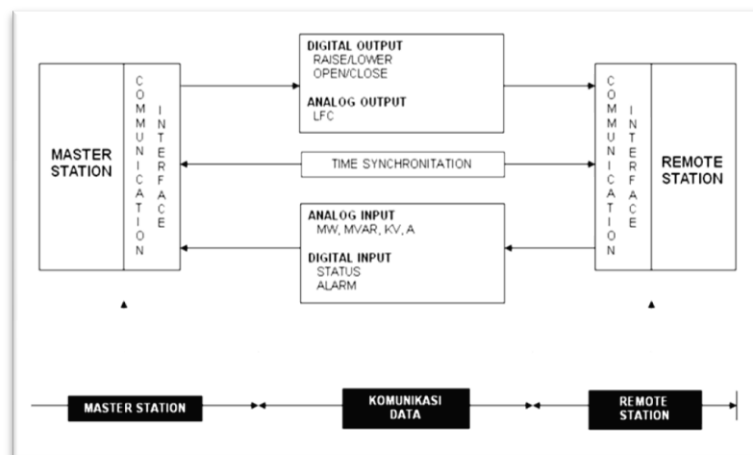 MASTER
STATION
COMMUNICATION
INTERFACE
DIGITAL OUTPUT
RAISE/LOWER
OPEN/CLOSE
ANALOG OUTPUT
LFC
TIME SYNCHRONITATION
ANALOG INPUT
MW, MVAR, KV, A
DIGITAL INPUT
STATUS
ALARM
COMMUNICATION
INTERFACE
REMOTE
STATION
MASTER STATION
KOMUNIKASI
DATA
REMOTE
STATION